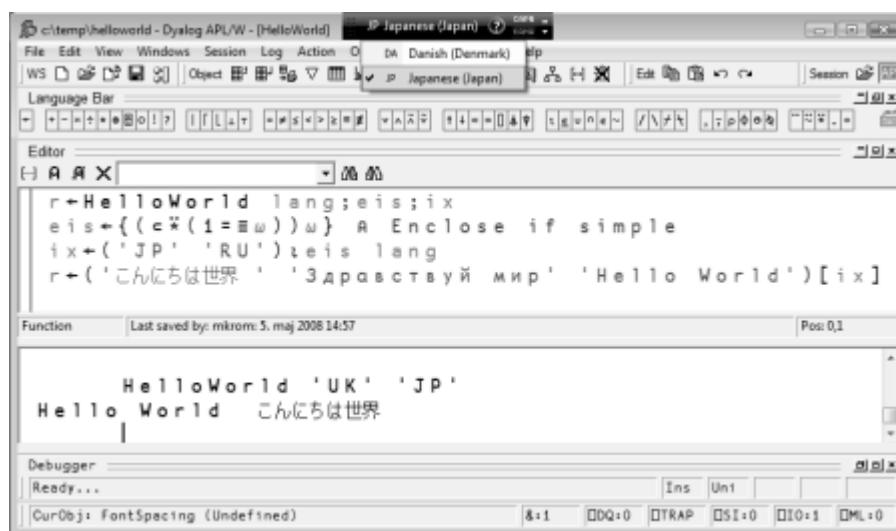 c:\temp\helloworld - Dyalog APL/W - [HelloWorld]
JP Japanese (Japan)
DA Danish (Denmark)
✓ JP Japanese (Japan)
File Edit View Windows Session Log Action
WS Object Edit Session
Language Bar
Editor
r←HelloWorld lang;eis;ix
eis←{(⊂⍣(1=≡⍵))⍵} ⍝ Enclose if simple
ix←('JP' 'RU')⍳eis lang
r←('こんにちは世界 ' 'Здравствуй мир' 'Hello World')[ix]
Function Last saved by: mkrom: 5. maj 2008 14:57 Pos: 0,1
HelloWorld 'UK' 'JP'
Hello World こんにちは世界
Debugger
Ready... Ins Uni
CurObj: FontSpacing (Undefined) &:1 ⎕DQ:0 ⎕TRAP ⎕SI:0 ⎕IO:1 ⎕ML:0